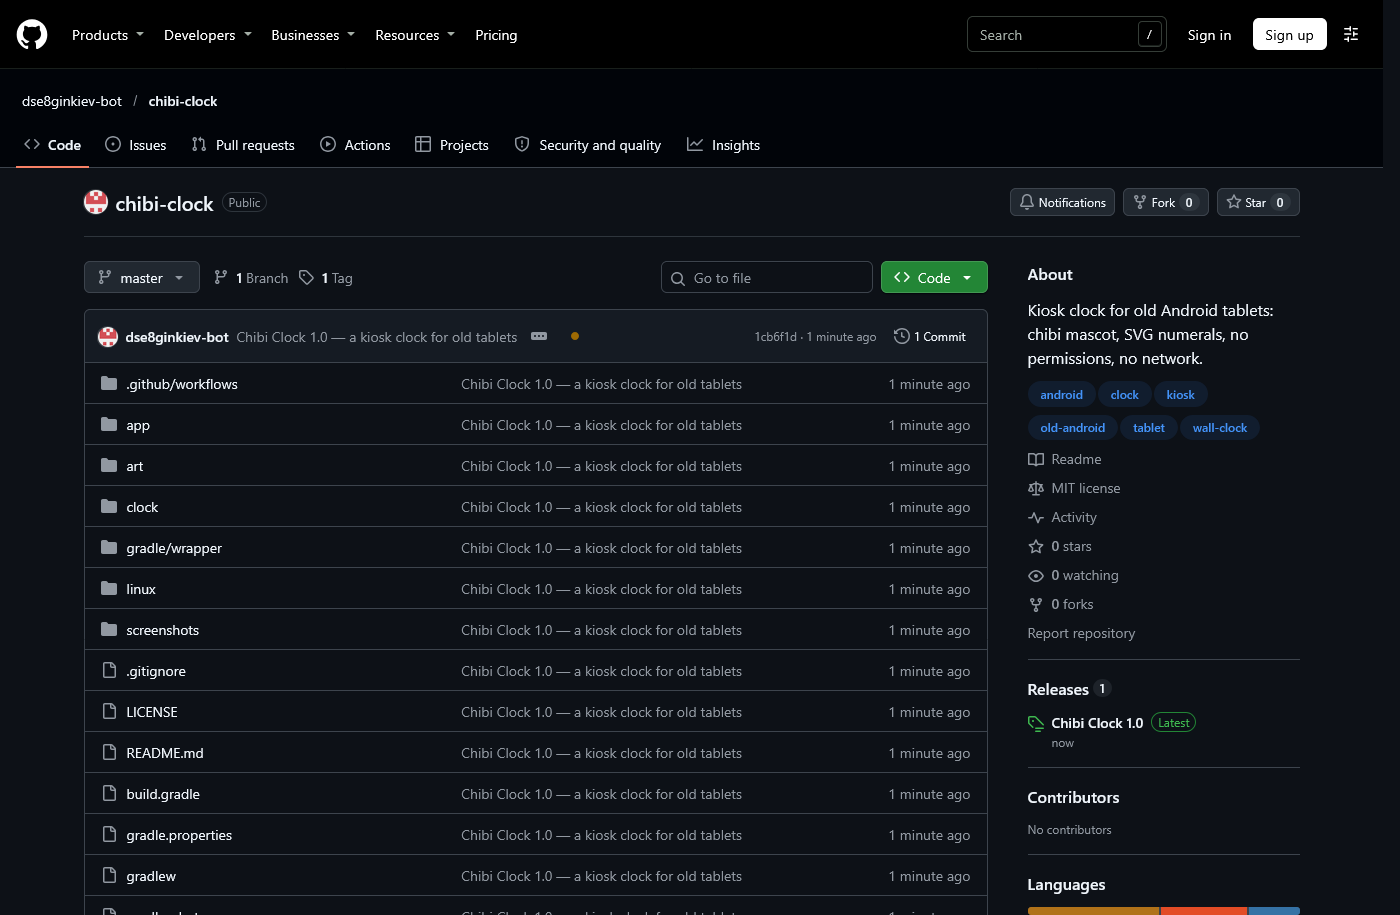 Products Developers Businesses Resources Pricing Search / Sign in Sign up
dse8ginkiev-bot / chibi-clock
Code Issues Pull requests Actions Projects Security and quality Insights
chibi-clock Public Notifications Fork 0 Star 0
master 1 Branch 1 Tag Go to file Code
dse8ginkiev-bot Chibi Clock 1.0 — a kiosk clock for old tablets 1cb6f1d · 1 minute ago 1 Commit
.github/workflows Chibi Clock 1.0 — a kiosk clock for old tablets 1 minute ago
app Chibi Clock 1.0 — a kiosk clock for old tablets 1 minute ago
art Chibi Clock 1.0 — a kiosk clock for old tablets 1 minute ago
clock Chibi Clock 1.0 — a kiosk clock for old tablets 1 minute ago
gradle/wrapper Chibi Clock 1.0 — a kiosk clock for old tablets 1 minute ago
linux Chibi Clock 1.0 — a kiosk clock for old tablets 1 minute ago
screenshots Chibi Clock 1.0 — a kiosk clock for old tablets 1 minute ago
.gitignore Chibi Clock 1.0 — a kiosk clock for old tablets 1 minute ago
LICENSE Chibi Clock 1.0 — a kiosk clock for old tablets 1 minute ago
README.md Chibi Clock 1.0 — a kiosk clock for old tablets 1 minute ago
build.gradle Chibi Clock 1.0 — a kiosk clock for old tablets 1 minute ago
gradle.properties Chibi Clock 1.0 — a kiosk clock for old tablets 1 minute ago
gradlew Chibi Clock 1.0 — a kiosk clock for old tablets 1 minute ago
About
Kiosk clock for old Android tablets:
chibi mascot, SVG numerals, no
permissions, no network.
android clock kiosk
old-android tablet wall-clock
Readme
MIT license
Activity
0 stars
0 watching
0 forks
Report repository
Releases 1
Chibi Clock 1.0 Latest
now
Contributors
No contributors
Languages